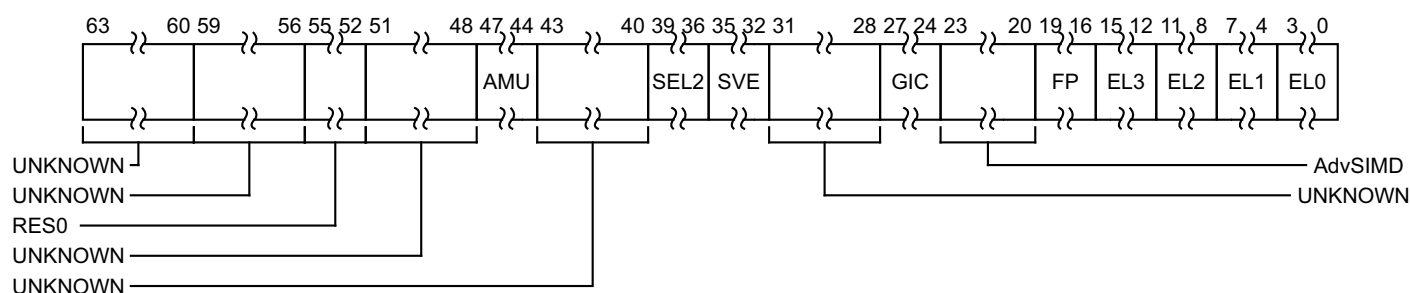 63 60 59 56 55 52 51 48 47 44 43 40 39 36 35 32 31 28 27 24 23 20 19 16 15 12 11 8 7 4 3 0
AMU SEL2 SVE GIC FP EL3 EL2 EL1 EL0
UNKNOWN AdvSIMD
UNKNOWN UNKNOWN
RES0
UNKNOWN
UNKNOWN